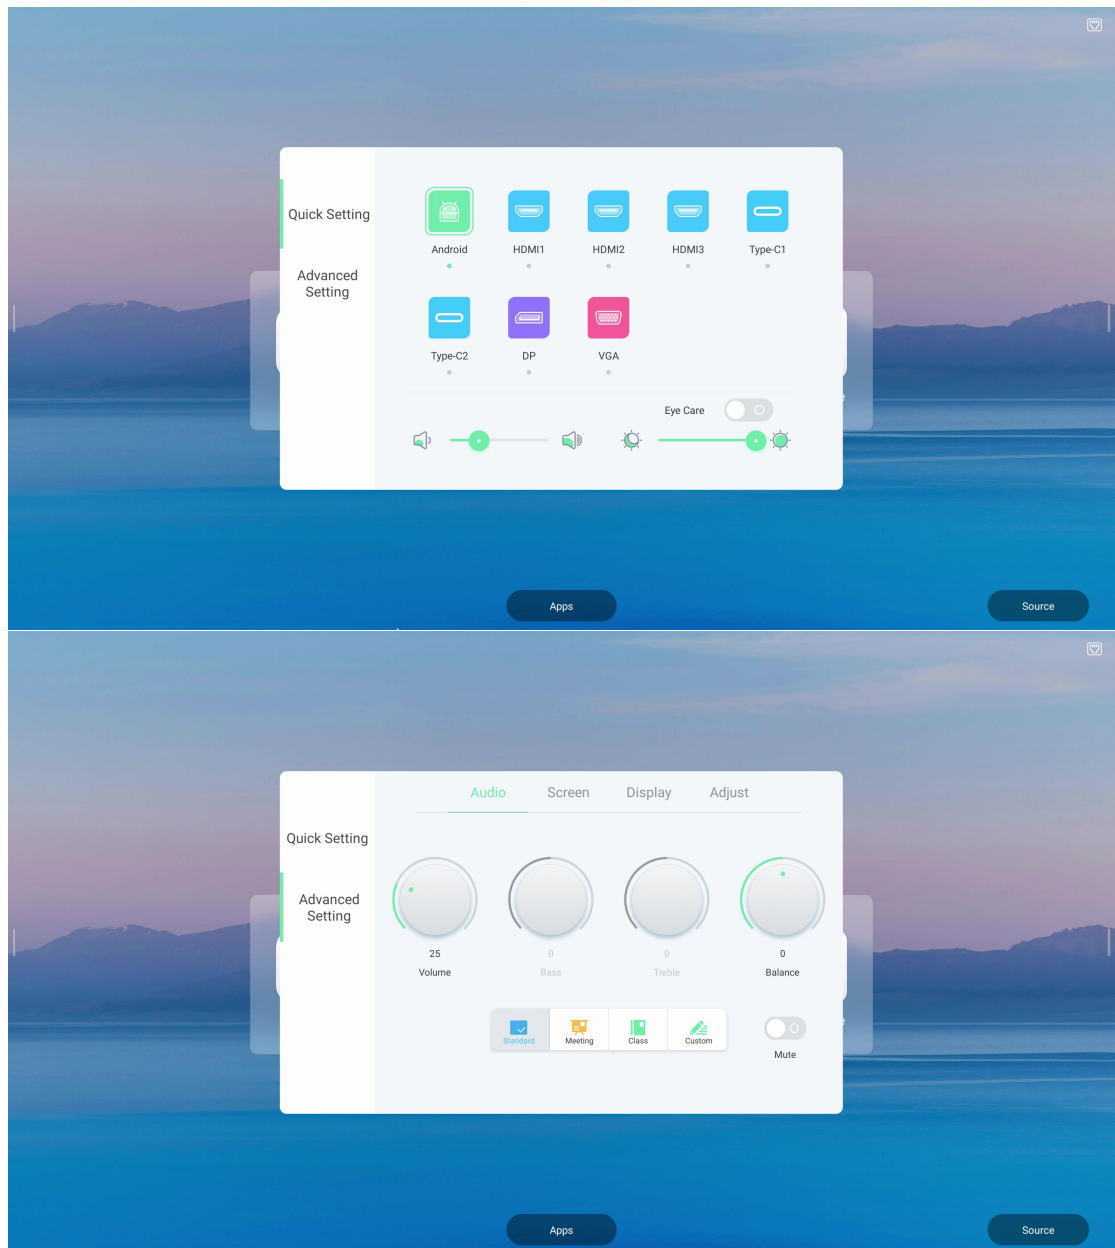 Quick Setting
Advanced
Setting
Android
HDMI1
HDMI2
HDMI3
Type-C1
Type-C2
DP
VGA
Eye Care
Apps
Source
Audio
Screen
Display
Adjust
Quick Setting
Advanced
Setting
25
0
0
0
Volume
Bass
Treble
Balance
Standard
Meeting
Class
Custom
Mute
Apps
Source